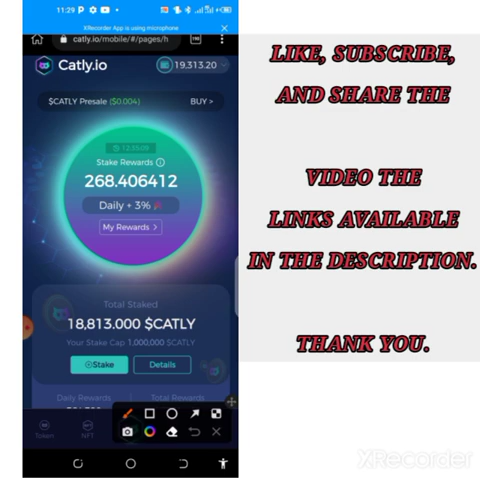 11:29
XRecorder App is using microphone
catly.io/mobile/#/pages/h
Catly.io
19,313.20
$CATLY Presale ($0.004)
BUY >
12:35:09
Stake Rewards
268.406412
Daily + 3%
My Rewards >
Total Staked
18,813.000 $CATLY
Your Stake Cap 1,000,000 $CATLY
Stake
Details
Daily Rewards
Total Rewards
Token
NFT
LIKE, SUBSCRIBE,
AND SHARE THE
VIDEO THE
LINKS AVAILABLE
IN THE DESCRIPTION.
THANK YOU.
XRecorder